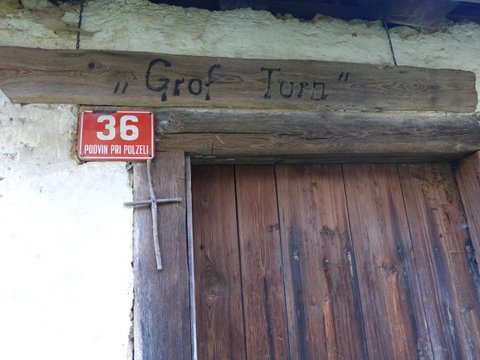 „ Grof Turn "
36
PODVIN PRI POLZELI